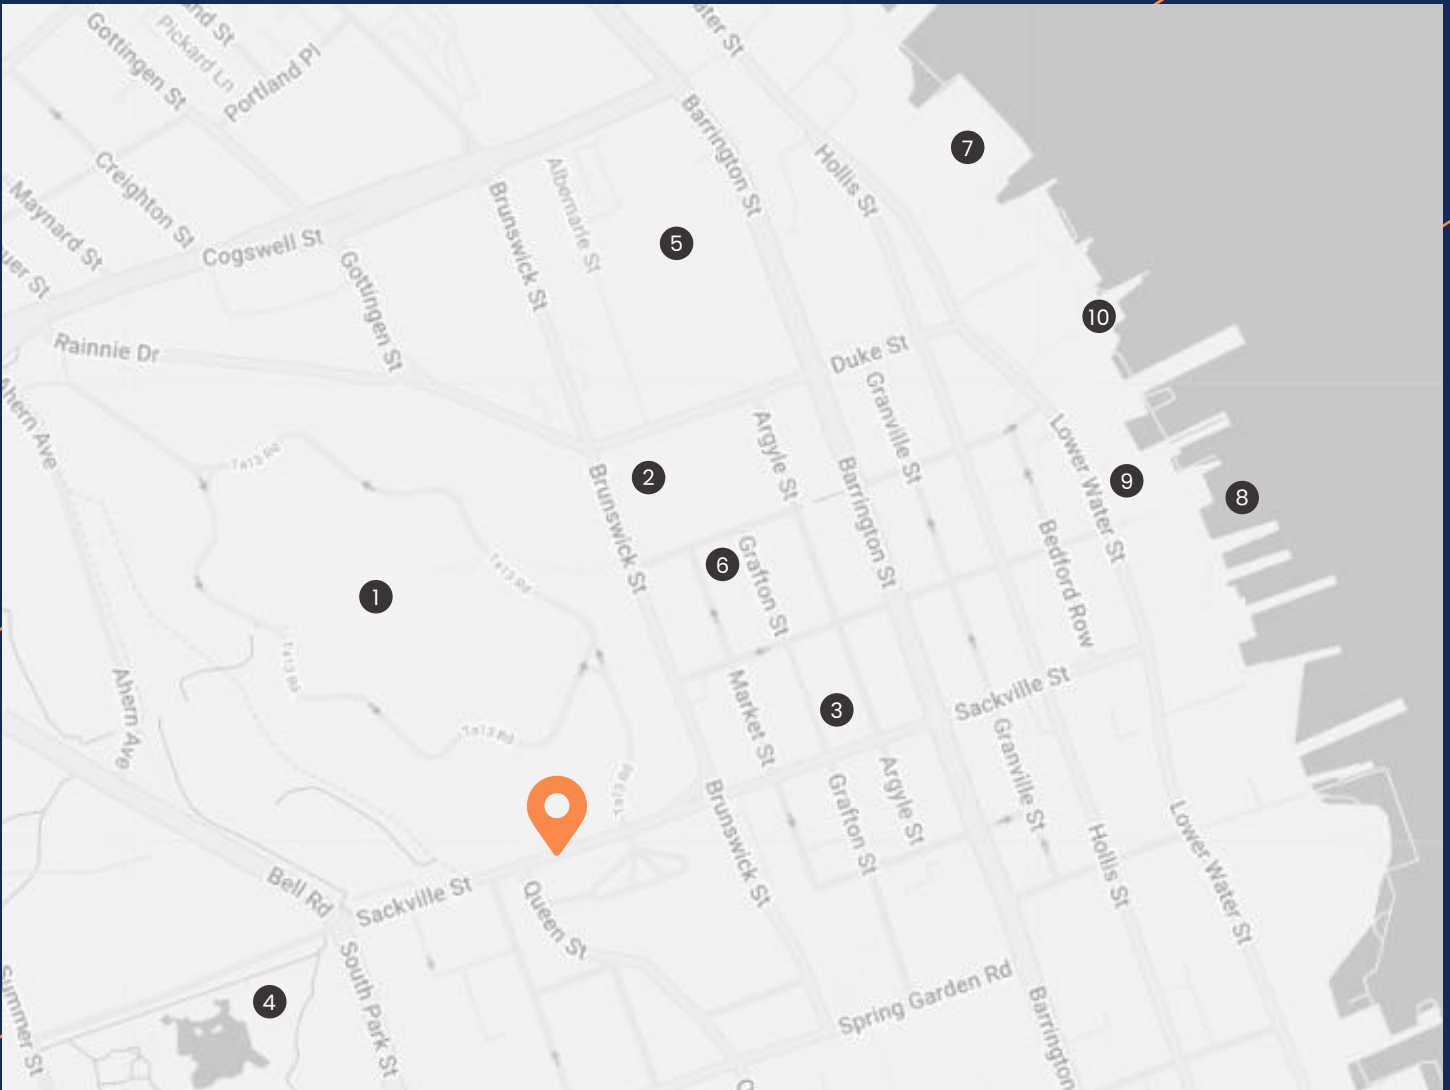 Gottingen St
Pickard Ln
Portland Pl
Barrington St
Hollis St
7
Creighton St
Maynard St
Albemarle St
Brunswick St
5
Cogswell St
Gottingen St
10
Rainnie Dr
Duke St
Granville St
Ahern Ave
Argyle St
Lower Water St
Brunswick St
2
Barrington St
9
8
Bedford Row
6
Grafton St
1
Ahern Ave
Market St
3
Sackville St
Granville St
Argyle St
Grafton St
Brunswick St
Hollis St
Lower Water St
Bell Rd
Sackville St
Queen St
South Park St
Summer St
4
Spring Garden Rd
Barrington